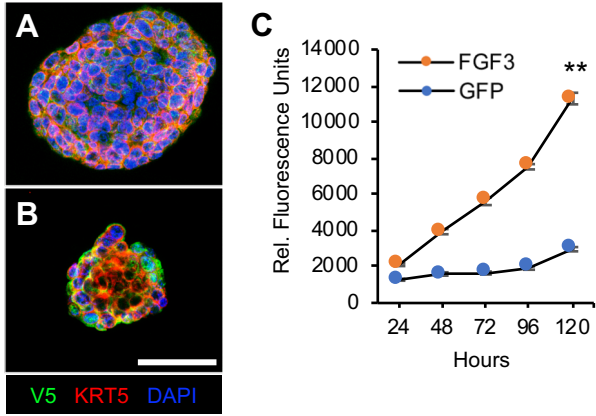 A
B
V5 KRT5 DAPI
C
14000
12000
10000
8000
6000
4000
2000
0
Rel. Fluorescence Units
FGF3
GFP
**
24 48 72 96 120
Hours